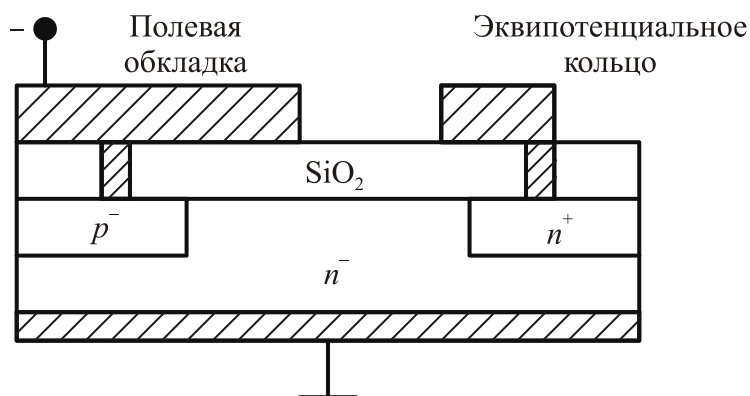 –
Полевая
обкладка
Эквипотенциальное
кольцо
SiO₂
p⁻
n⁺
n⁻